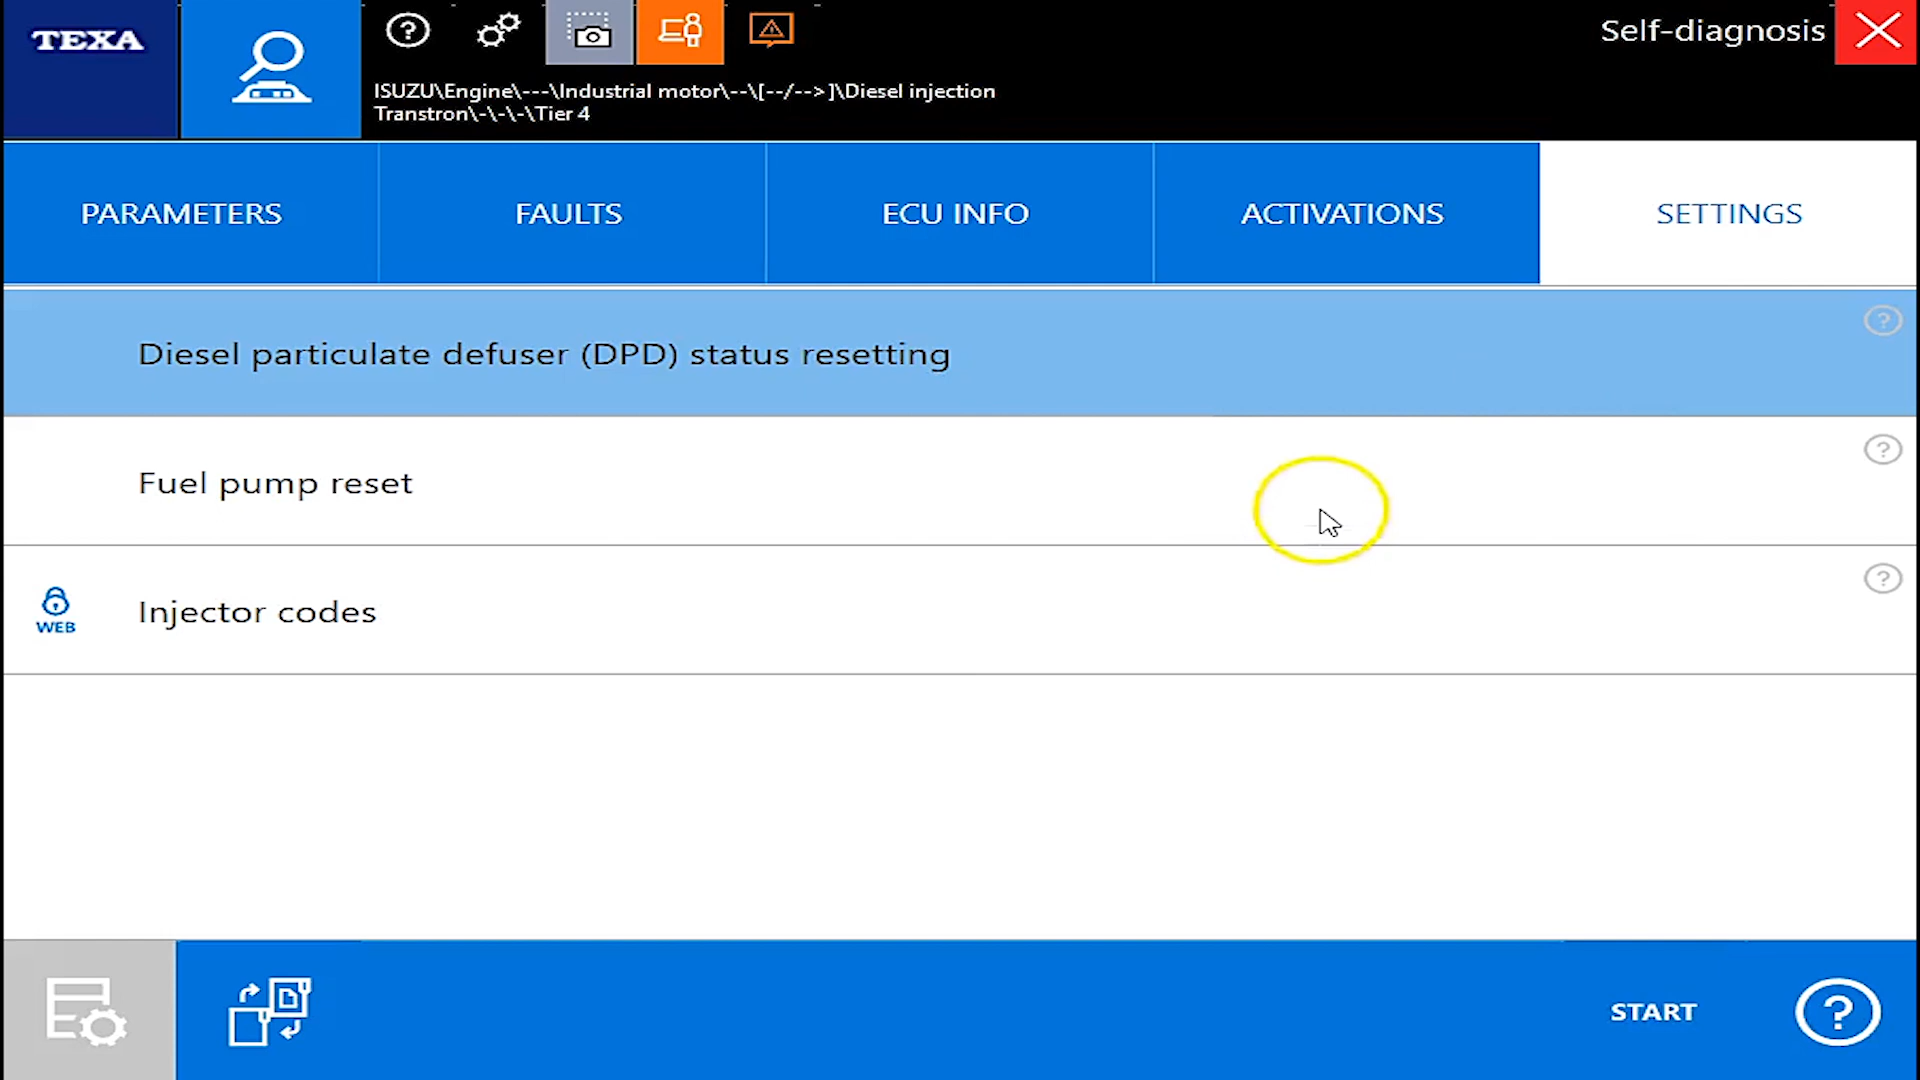 TEXA
Self-diagnosis
ISUZU\Engine\---\Industrial motor\--\[--/-->]\Diesel injection
Transtron\-\-\-\Tier 4
PARAMETERS
FAULTS
ECU INFO
ACTIVATIONS
SETTINGS
Diesel particulate defuser (DPD) status resetting
?
Fuel pump reset
?
WEB
Injector codes
?
START
?